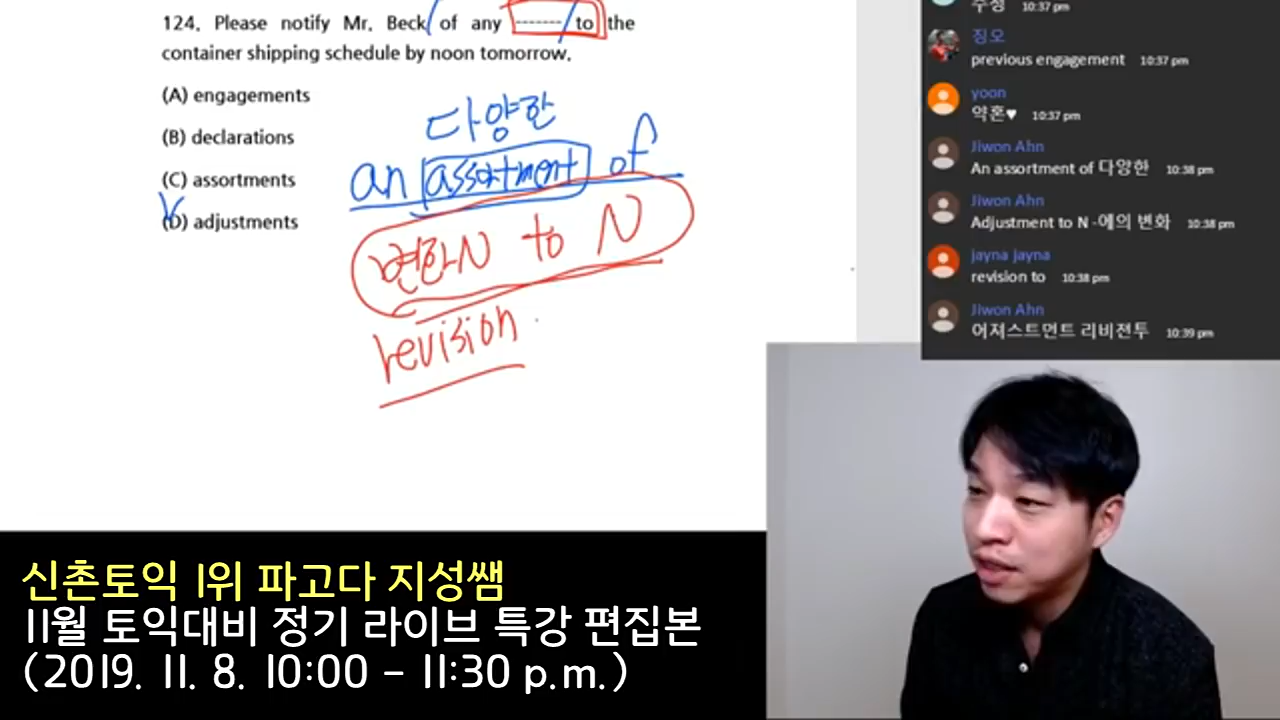 124. Please notify Mr. Beck of any ------- to the
container shipping schedule by noon tomorrow.
(A) engagements
(B) declarations
(C) assortments
(D) adjustments
다양한
an assortment of
변화N to N
revision
수정 10:37 pm
징오
previous engagement 10:37 pm
yoon
약혼♥ 10:37 pm
Jiwon Ahn
An assortment of 다양한 10:38 pm
Jiwon Ahn
Adjustment to N -에의 변화 10:38 pm
jayna jayna
revision to 10:38 pm
Jiwon Ahn
어져스트먼트 리비전투 10:39 pm
신촌토익 1위 파고다 지성쌤
11월 토익대비 정기 라이브 특강 편집본
(2019. 11. 8. 10:00 - 11:30 p.m.)